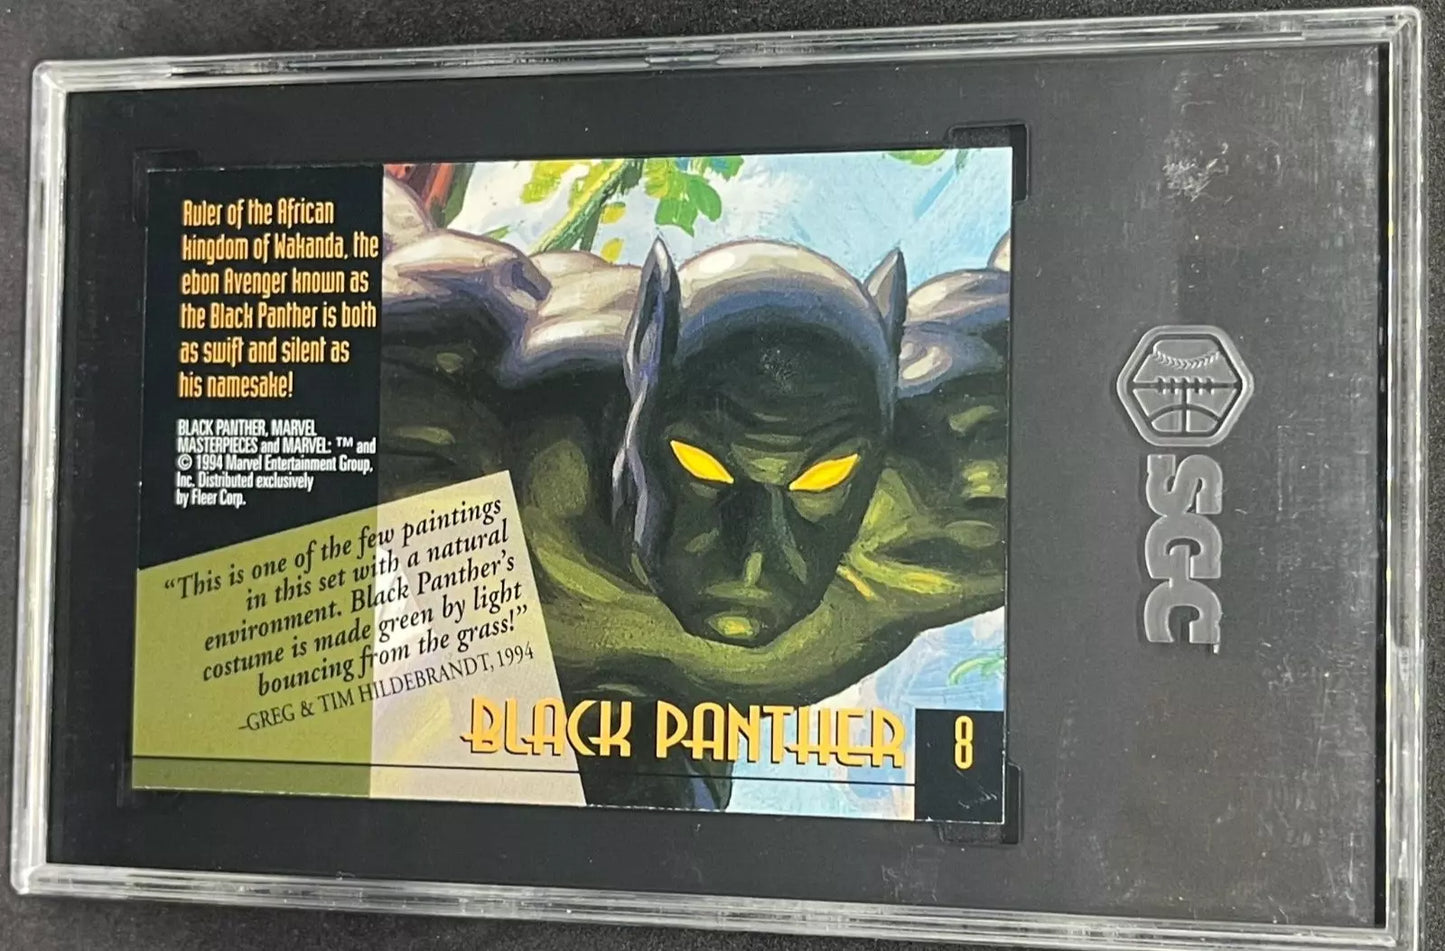 Ruler of the African
kingdom of Wakanda, the
ebon Avenger known as
the Black Panther is both
as swift and silent as
his namesake!
BLACK PANTHER, MARVEL
MASTERPIECES and MARVEL: ™ and
© 1994 Marvel Entertainment Group,
Inc. Distributed exclusively
by Fleer Corp.
“This is one of the few paintings
in this set with a natural
environment. Black Panther's
costume is made green by light
bouncing from the grass!”
–GREG & TIM HILDEBRANDT, 1994
BLACK PANTHER
8
SGC